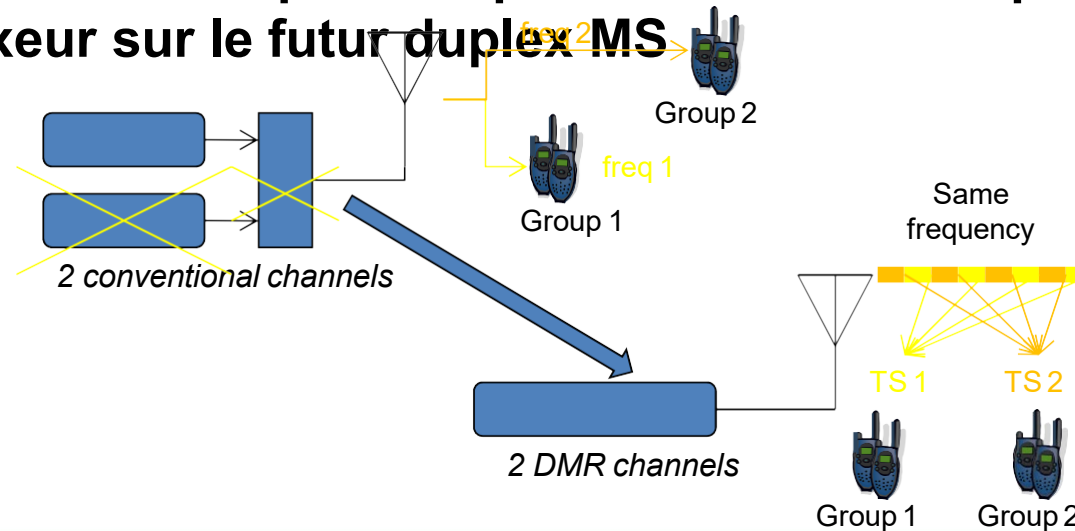 xeur sur le futur duplex MS
freq 2
Group 2
freq 1
Group 1
2 conventional channels
Same
frequency
TS 1
TS 2
2 DMR channels
Group 1
Group 2